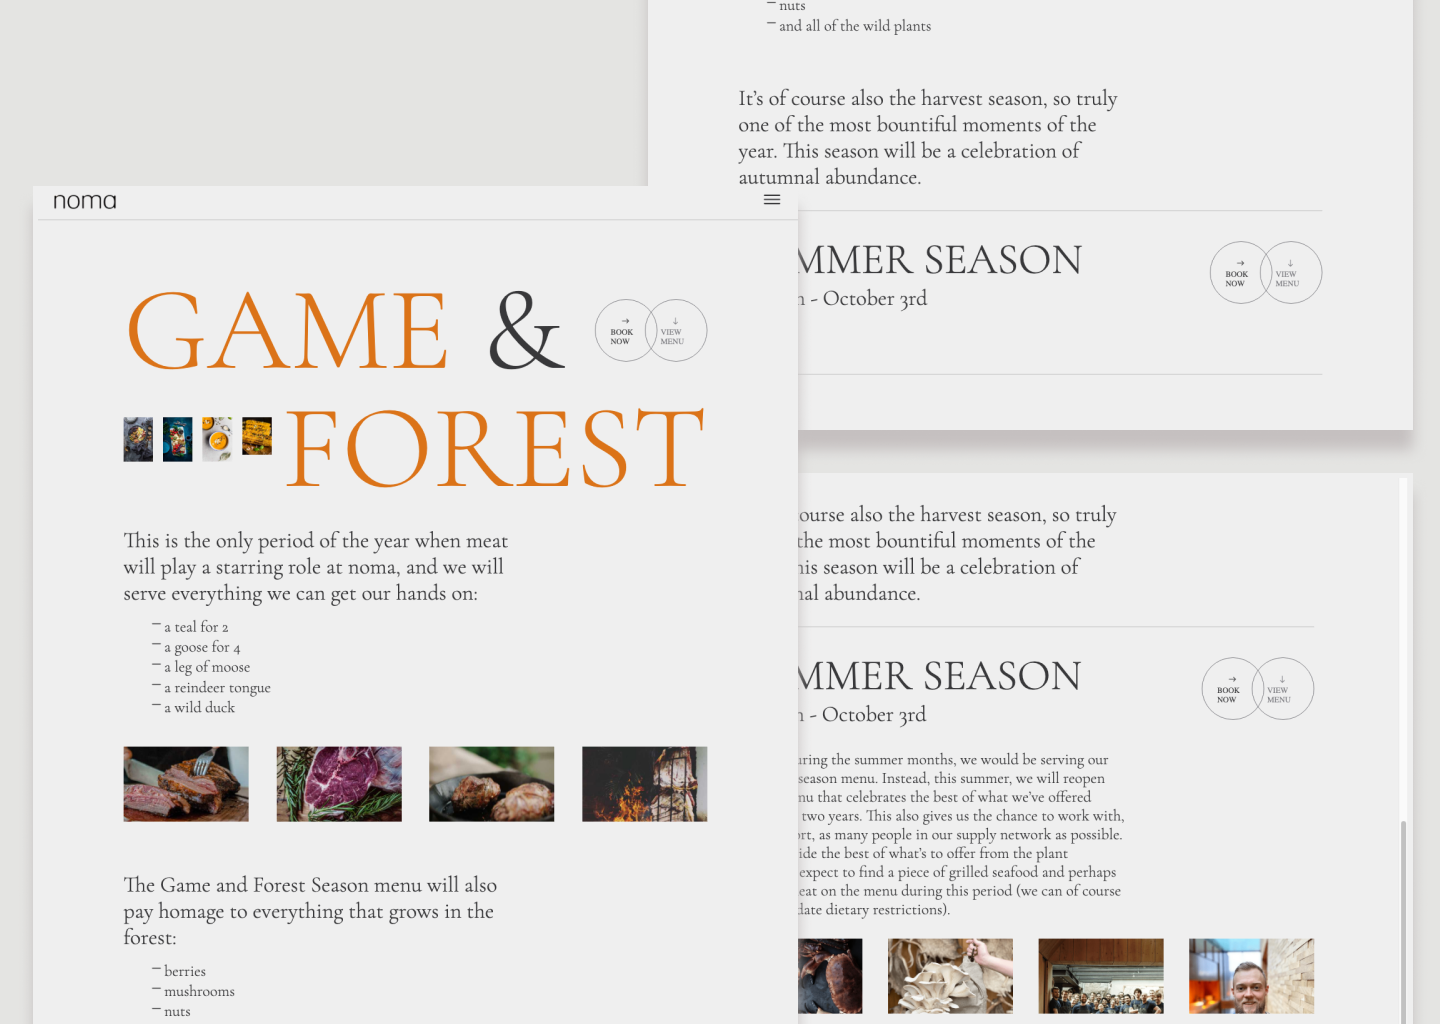 – nuts
– and all of the wild plants
It's of course also the harvest season, so truly
one of the most bountiful moments of the
year. This season will be a celebration of
autumnal abundance.
MMER SEASON
- October 3rd
→
BOOK
NOW
↓
VIEW
MENU
noma
GAME &
FOREST
→
BOOK
NOW
↓
VIEW
MENU
This is the only period of the year when meat
will play a starring role at noma, and we will
serve everything we can get our hands on:
– a teal for 2
– a goose for 4
– a leg of moose
– a reindeer tongue
– a wild duck
The Game and Forest Season menu will also
pay homage to everything that grows in the
forest:
– berries
– mushrooms
– nuts
ourse also the harvest season, so truly
the most bountiful moments of the
his season will be a celebration of
nal abundance.
MMER SEASON
- October 3rd
→
BOOK
NOW
↓
VIEW
MENU
uring the summer months, we would be serving our
season menu. Instead, this summer, we will reopen
nu that celebrates the best of what we've offered
two years. This also gives us the chance to work with,
ort, as many people in our supply network as possible.
ide the best of what's to offer from the plant
expect to find a piece of grilled seafood and perhaps
eat on the menu during this period (we can of course
date dietary restrictions).